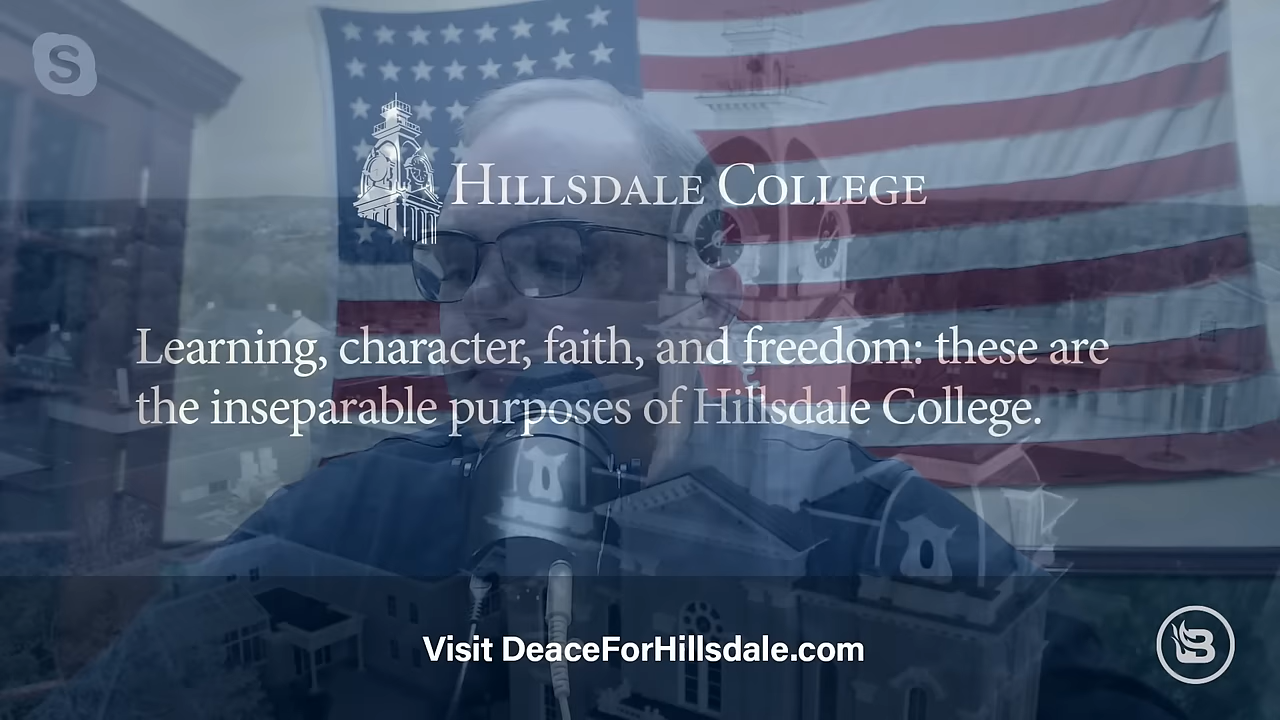 S
HILLSDALE COLLEGE
Learning, character, faith, and freedom: these are
the inseparable purposes of Hillsdale College.
Visit DeaceForHillsdale.com
B